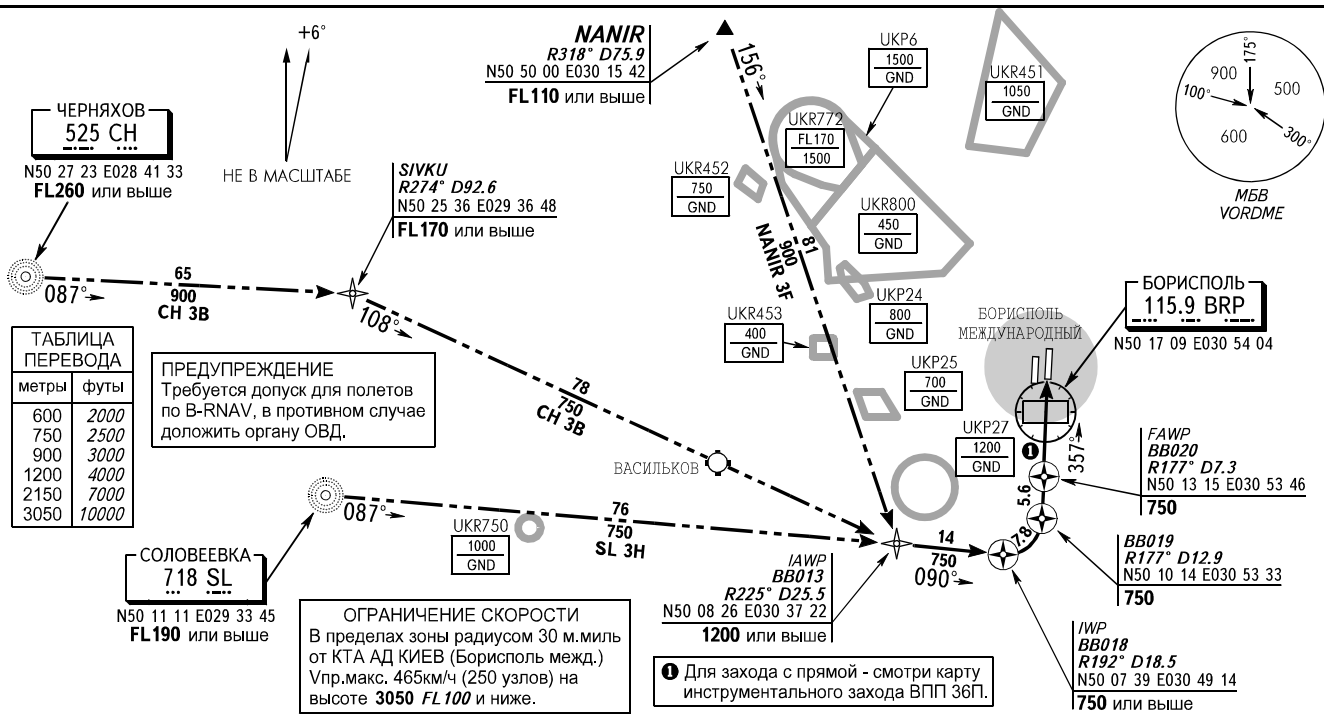 +6°
НЕ В МАСШТАБЕ
ЧЕРНЯХОВ
525 CH
N50 27 23 E028 41 33
FL260 или выше
SIVKU
R274° D92.6
N50 25 36 E029 36 48
FL170 или выше
NANIR
R318° D75.9
N50 50 00 E030 15 42
FL110 или выше
156°
UKP6
1500
GND
UKR451
1050
GND
UKR772
FL170
1500
UKR452
750
GND
UKR800
450
GND
900
175°
500
100°
600
300°
МБВ
VORDME
81
900
NANIR 3F
087°
65
900
CH 3B
108°
78
750
CH 3B
UKP24
800
GND
UKR453
400
GND
UKP25
700
GND
UKP27
1200
GND
БОРИСПОЛЬ
МЕЖДУНАРОДНЫЙ
БОРИСПОЛЬ
115.9 BRP
N50 17 09 E030 54 04
ТАБЛИЦА
ПЕРЕВОДА
метры футы
600 2000
750 2500
900 3000
1200 4000
2150 7000
3050 10000
ПРЕДУПРЕЖДЕНИЕ
Требуется допуск для полетов
по B-RNAV, в противном случае
доложить органу ОВД.
ВАСИЛЬКОВ
1
357°
5.6
FAWP
BB020
R177° D7.3
N50 13 15 E030 53 46
750
087°
76
750
SL 3H
UKR750
1000
GND
СОЛОВЕЕВКА
718 SL
N50 11 11 E029 33 45
FL190 или выше
14
750
090°
7.8
BB019
R177° D12.9
N50 10 14 E030 53 33
750
IAWP
BB013
R225° D25.5
N50 08 26 E030 37 22
1200 или выше
IWP
BB018
R192° D18.5
N50 07 39 E030 49 14
750 или выше
ОГРАНИЧЕНИЕ СКОРОСТИ
В пределах зоны радиусом 30 м.миль
от КТА АД КИЕВ (Борисполь межд.)
Vпр.макс. 465км/ч (250 узлов) на
высоте 3050 FL100 и ниже.
1 Для захода с прямой - смотри карту
инструментального захода ВПП 36П.